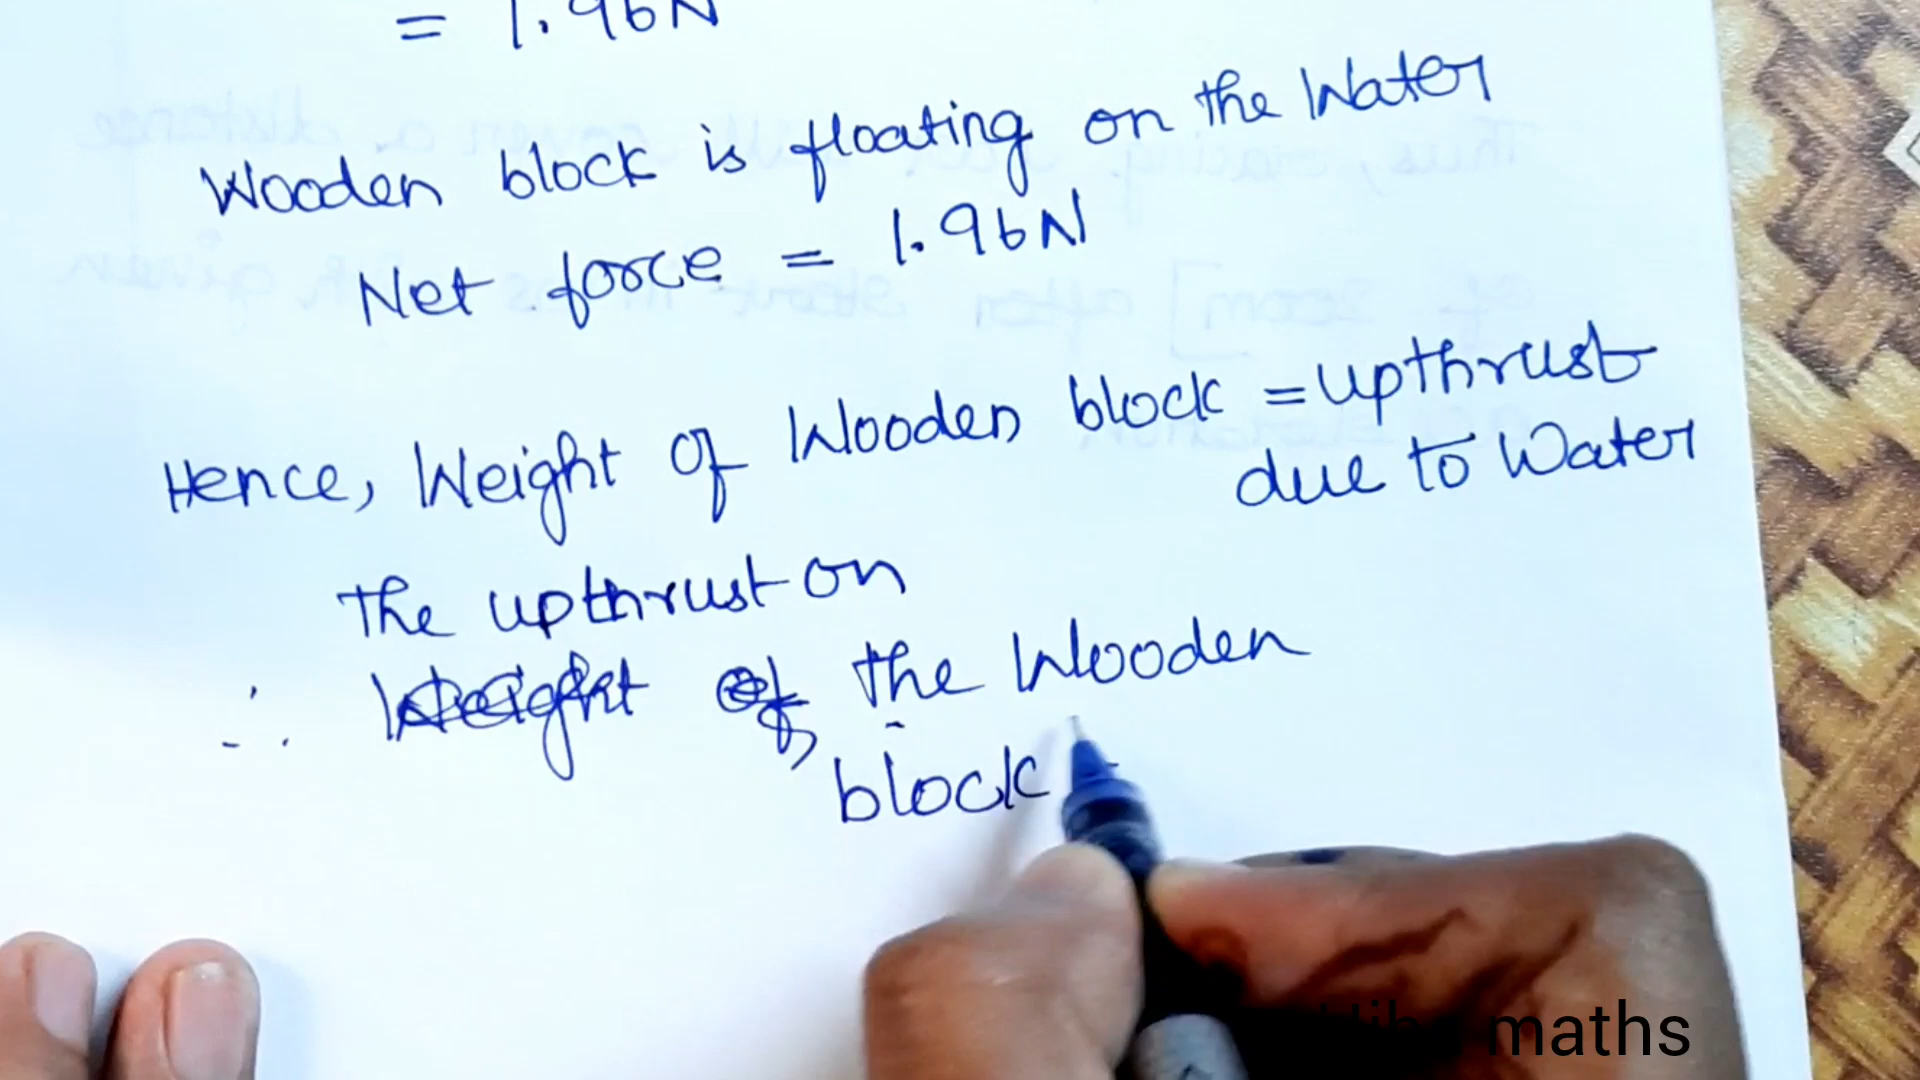 = 1.96N
Wooden block is floating on the Water
Net force = 1.96N
Hence, Weight of Wooden block = upthrust
due to Water
The upthrust on
∴ Weight of the Wooden
block
maths